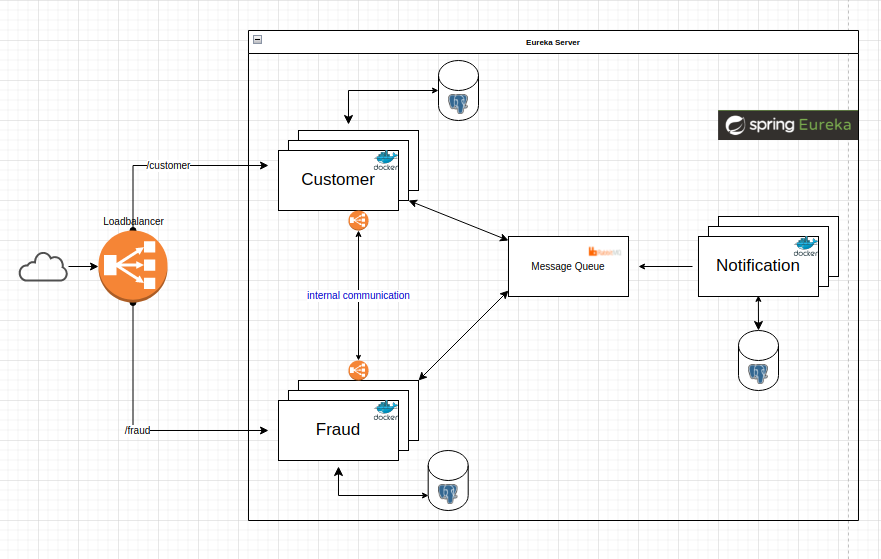 Eureka Server
spring Eureka
/customer
docker
Customer
Loadbalancer
Message Queue
docker
Notification
internal communication
docker
Fraud
/fraud